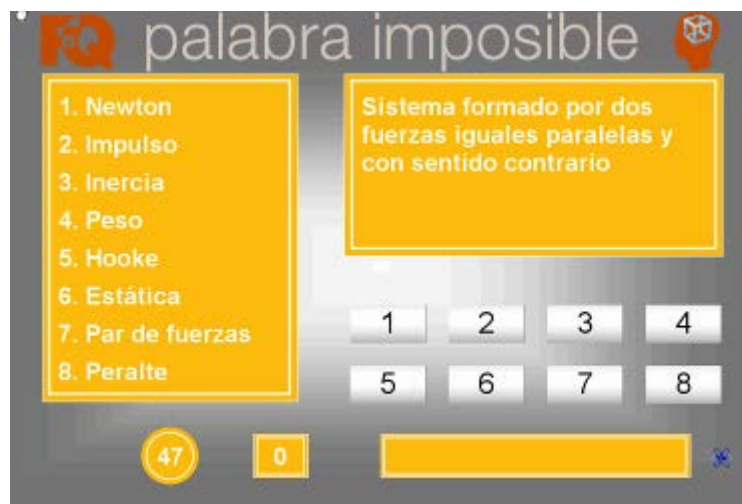 FQ palabra imposible
1. Newton
2. Impulso
3. Inercia
4. Peso
5. Hooke
6. Estática
7. Par de fuerzas
8. Peralte
Sistema formado por dos
fuerzas iguales paralelas y
con sentido contrario
1 2 3 4
5 6 7 8
47 0